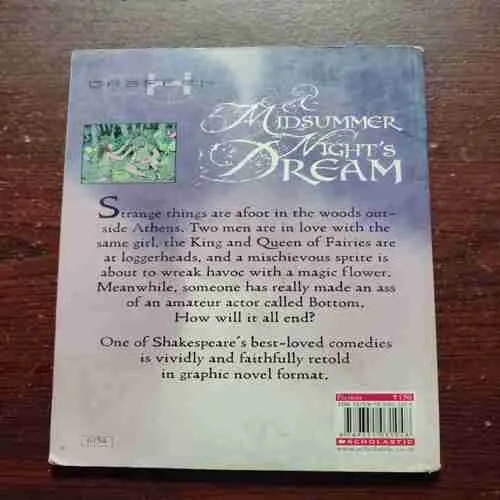 A
MIDSUMMER
NIGHT'S
DREAM
Strange things are afoot in the woods out-
side Athens. Two men are in love with the
same girl, the King and Queen of Fairies are
at loggerheads, and a mischievous sprite is
about to wreak havoc with a magic flower.
Meanwhile, someone has really made an ass
of an amateur actor called Bottom.
How will it all end?
One of Shakespeare's best-loved comedies
is vividly and faithfully retold
in graphic novel format.
Fiction
SCHOLASTIC